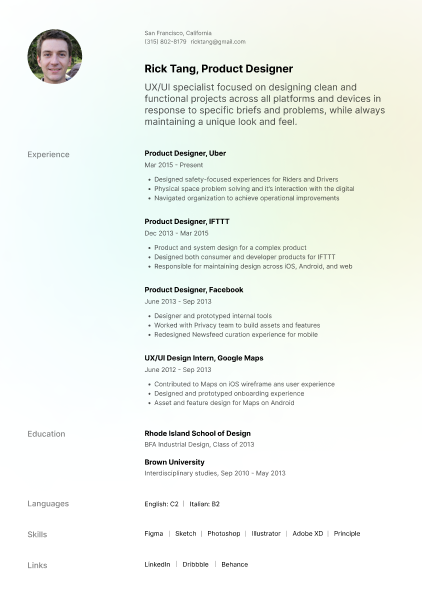 San Francisco, California
(315) 802-8179 ricktang@gmail.com
Rick Tang, Product Designer
UX/UI specialist focused on designing clean and
functional projects across all platforms and devices in
response to specific briefs and problems, while always
maintaining a unique look and feel.
Experience
Product Designer, Uber
Mar 2015 - Present
• Designed safety-focused experiences for Riders and Drivers
• Physical space problem solving and it's interaction with the digital
• Navigated organization to achieve operational improvements
Product Designer, IFTTT
Dec 2013 - Mar 2015
• Product and system design for a complex product
• Designed both consumer and developer products for IFTTT
• Responsible for maintaining design across iOS, Android, and web
Product Designer, Facebook
June 2013 - Sep 2013
• Designer and prototyped internal tools
• Worked with Privacy team to build assets and features
• Redesigned Newsfeed curation experience for mobile
UX/UI Design Intern, Google Maps
June 2012 - Sep 2013
• Contributed to Maps on iOS wireframe ans user experience
• Designed and prototyped onboarding experience
• Asset and feature design for Maps on Android
Education
Rhode Island School of Design
BFA Industrial Design, Class of 2013
Brown University
Interdisciplinary studies, Sep 2010 - May 2013
Languages
English: C2 | Italian: B2
Skills
Figma | Sketch | Photoshop | Illustrator | Adobe XD | Principle
Links
LinkedIn | Dribbble | Behance